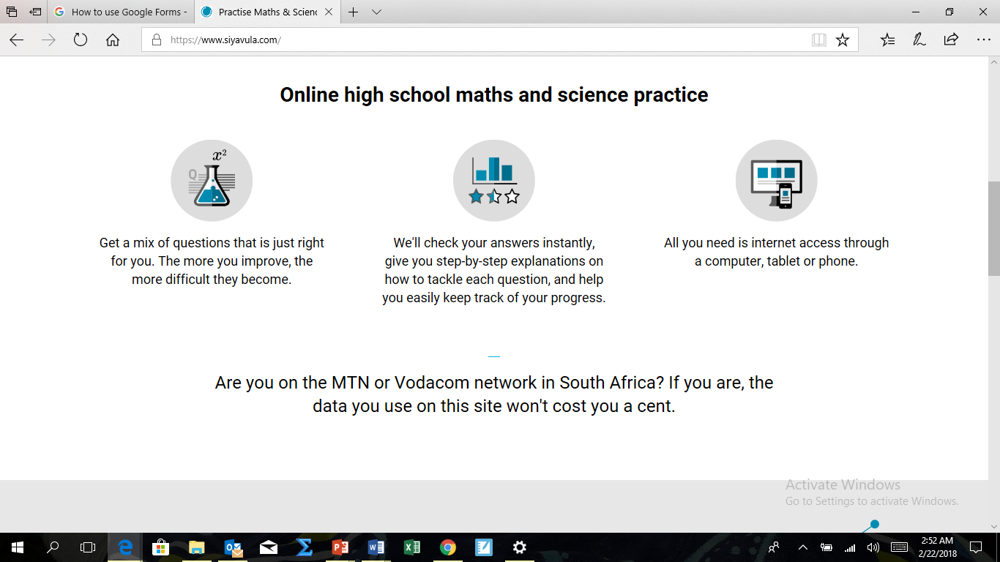 How to use Google Forms -
Practise Maths & Scienc
https://www.siyavula.com/
Online high school maths and science practice
x²
Q
Get a mix of questions that is just right
for you. The more you improve, the
more difficult they become.
We'll check your answers instantly,
give you step-by-step explanations on
how to tackle each question, and help
you easily keep track of your progress.
All you need is internet access through
a computer, tablet or phone.
Are you on the MTN or Vodacom network in South Africa? If you are, the
data you use on this site won't cost you a cent.
Activate Windows
Go to Settings to activate Windows.
2:52 AM
2/22/2018